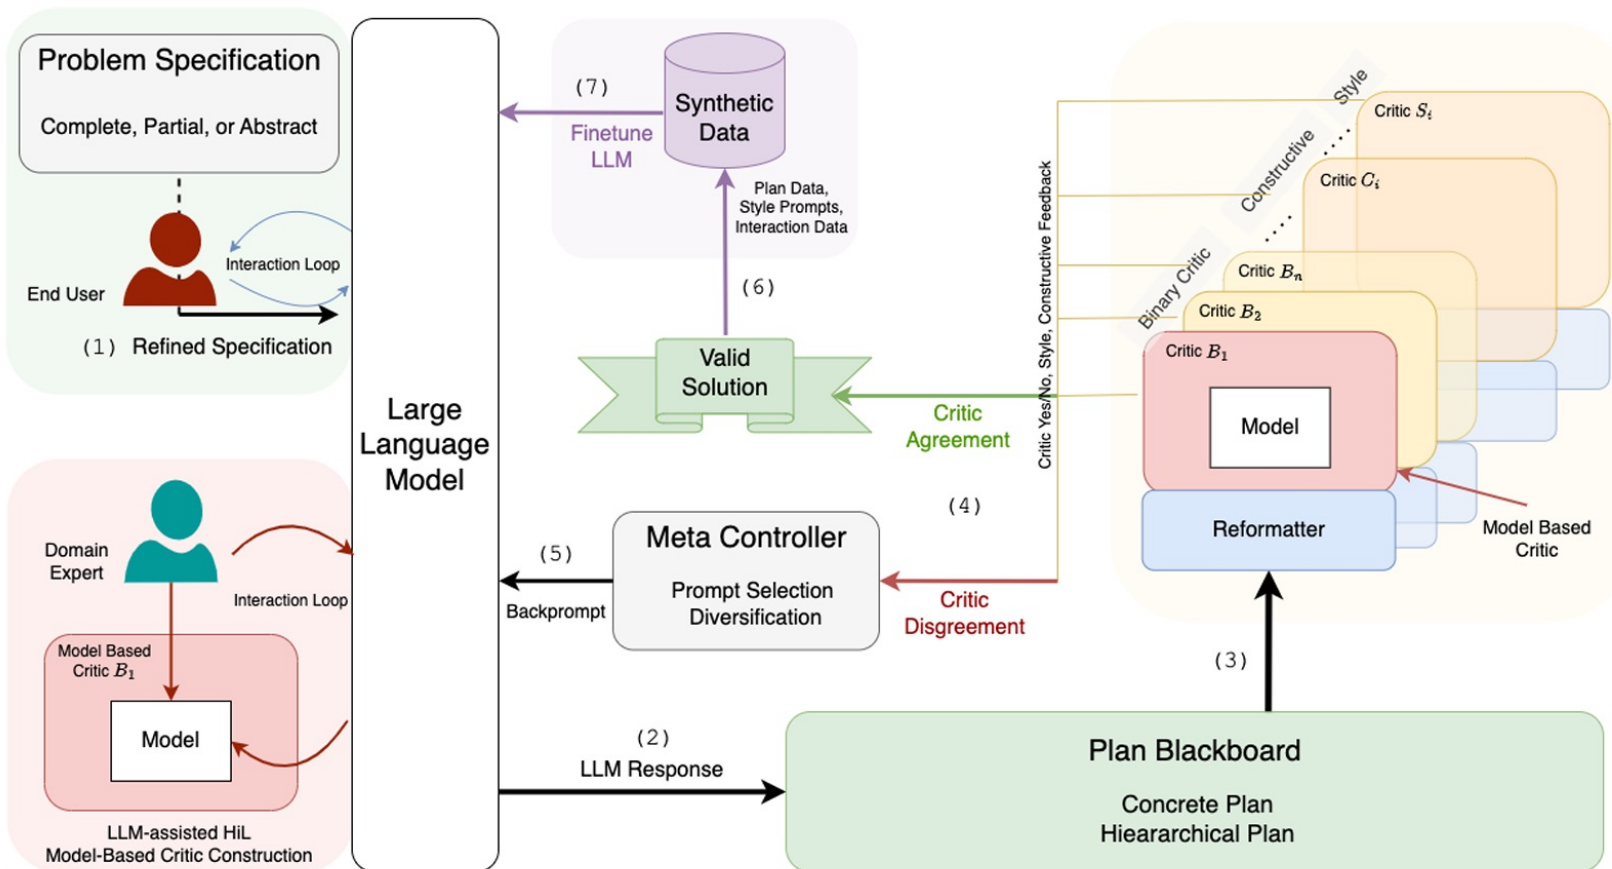 Problem Specification
Complete, Partial, or Abstract
End User
Interaction Loop
(1) Refined Specification
Domain
Expert
Interaction Loop
Model Based
Critic B₁
Model
LLM-assisted HiL
Model-Based Critic Construction
Large
Language
Model
(7)
Finetune
LLM
Synthetic
Data
Plan Data,
Style Prompts,
Interaction Data
(6)
Valid
Solution
Critic
Agreement
(4)
Critic
Disgreement
Meta Controller
Prompt Selection
Diversification
(5)
Backprompt
(2)
LLM Response
Plan Blackboard
Concrete Plan
Hieararchical Plan
(3)
Critic Yes/No, Style, Constructive Feedback
Binary Critic
Constructive
Style
Critic Sᵢ
Critic Cᵢ
Critic Bₙ
Critic B₂
Critic B₁
Model
Reformatter
Model Based
Critic